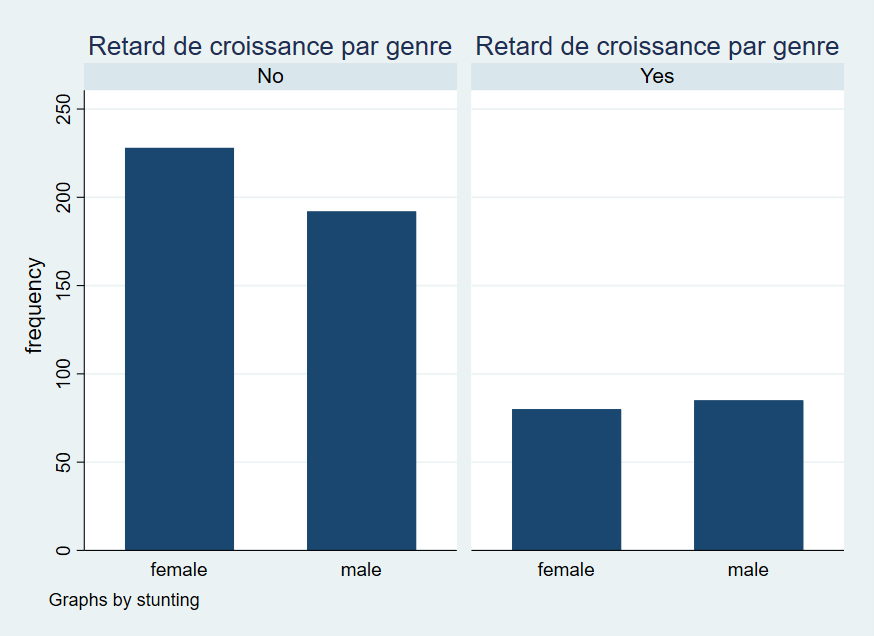 Retard de croissance par genre
No
Retard de croissance par genre
Yes
frequency
250
200
150
100
50
0
female male
female male
Graphs by stunting